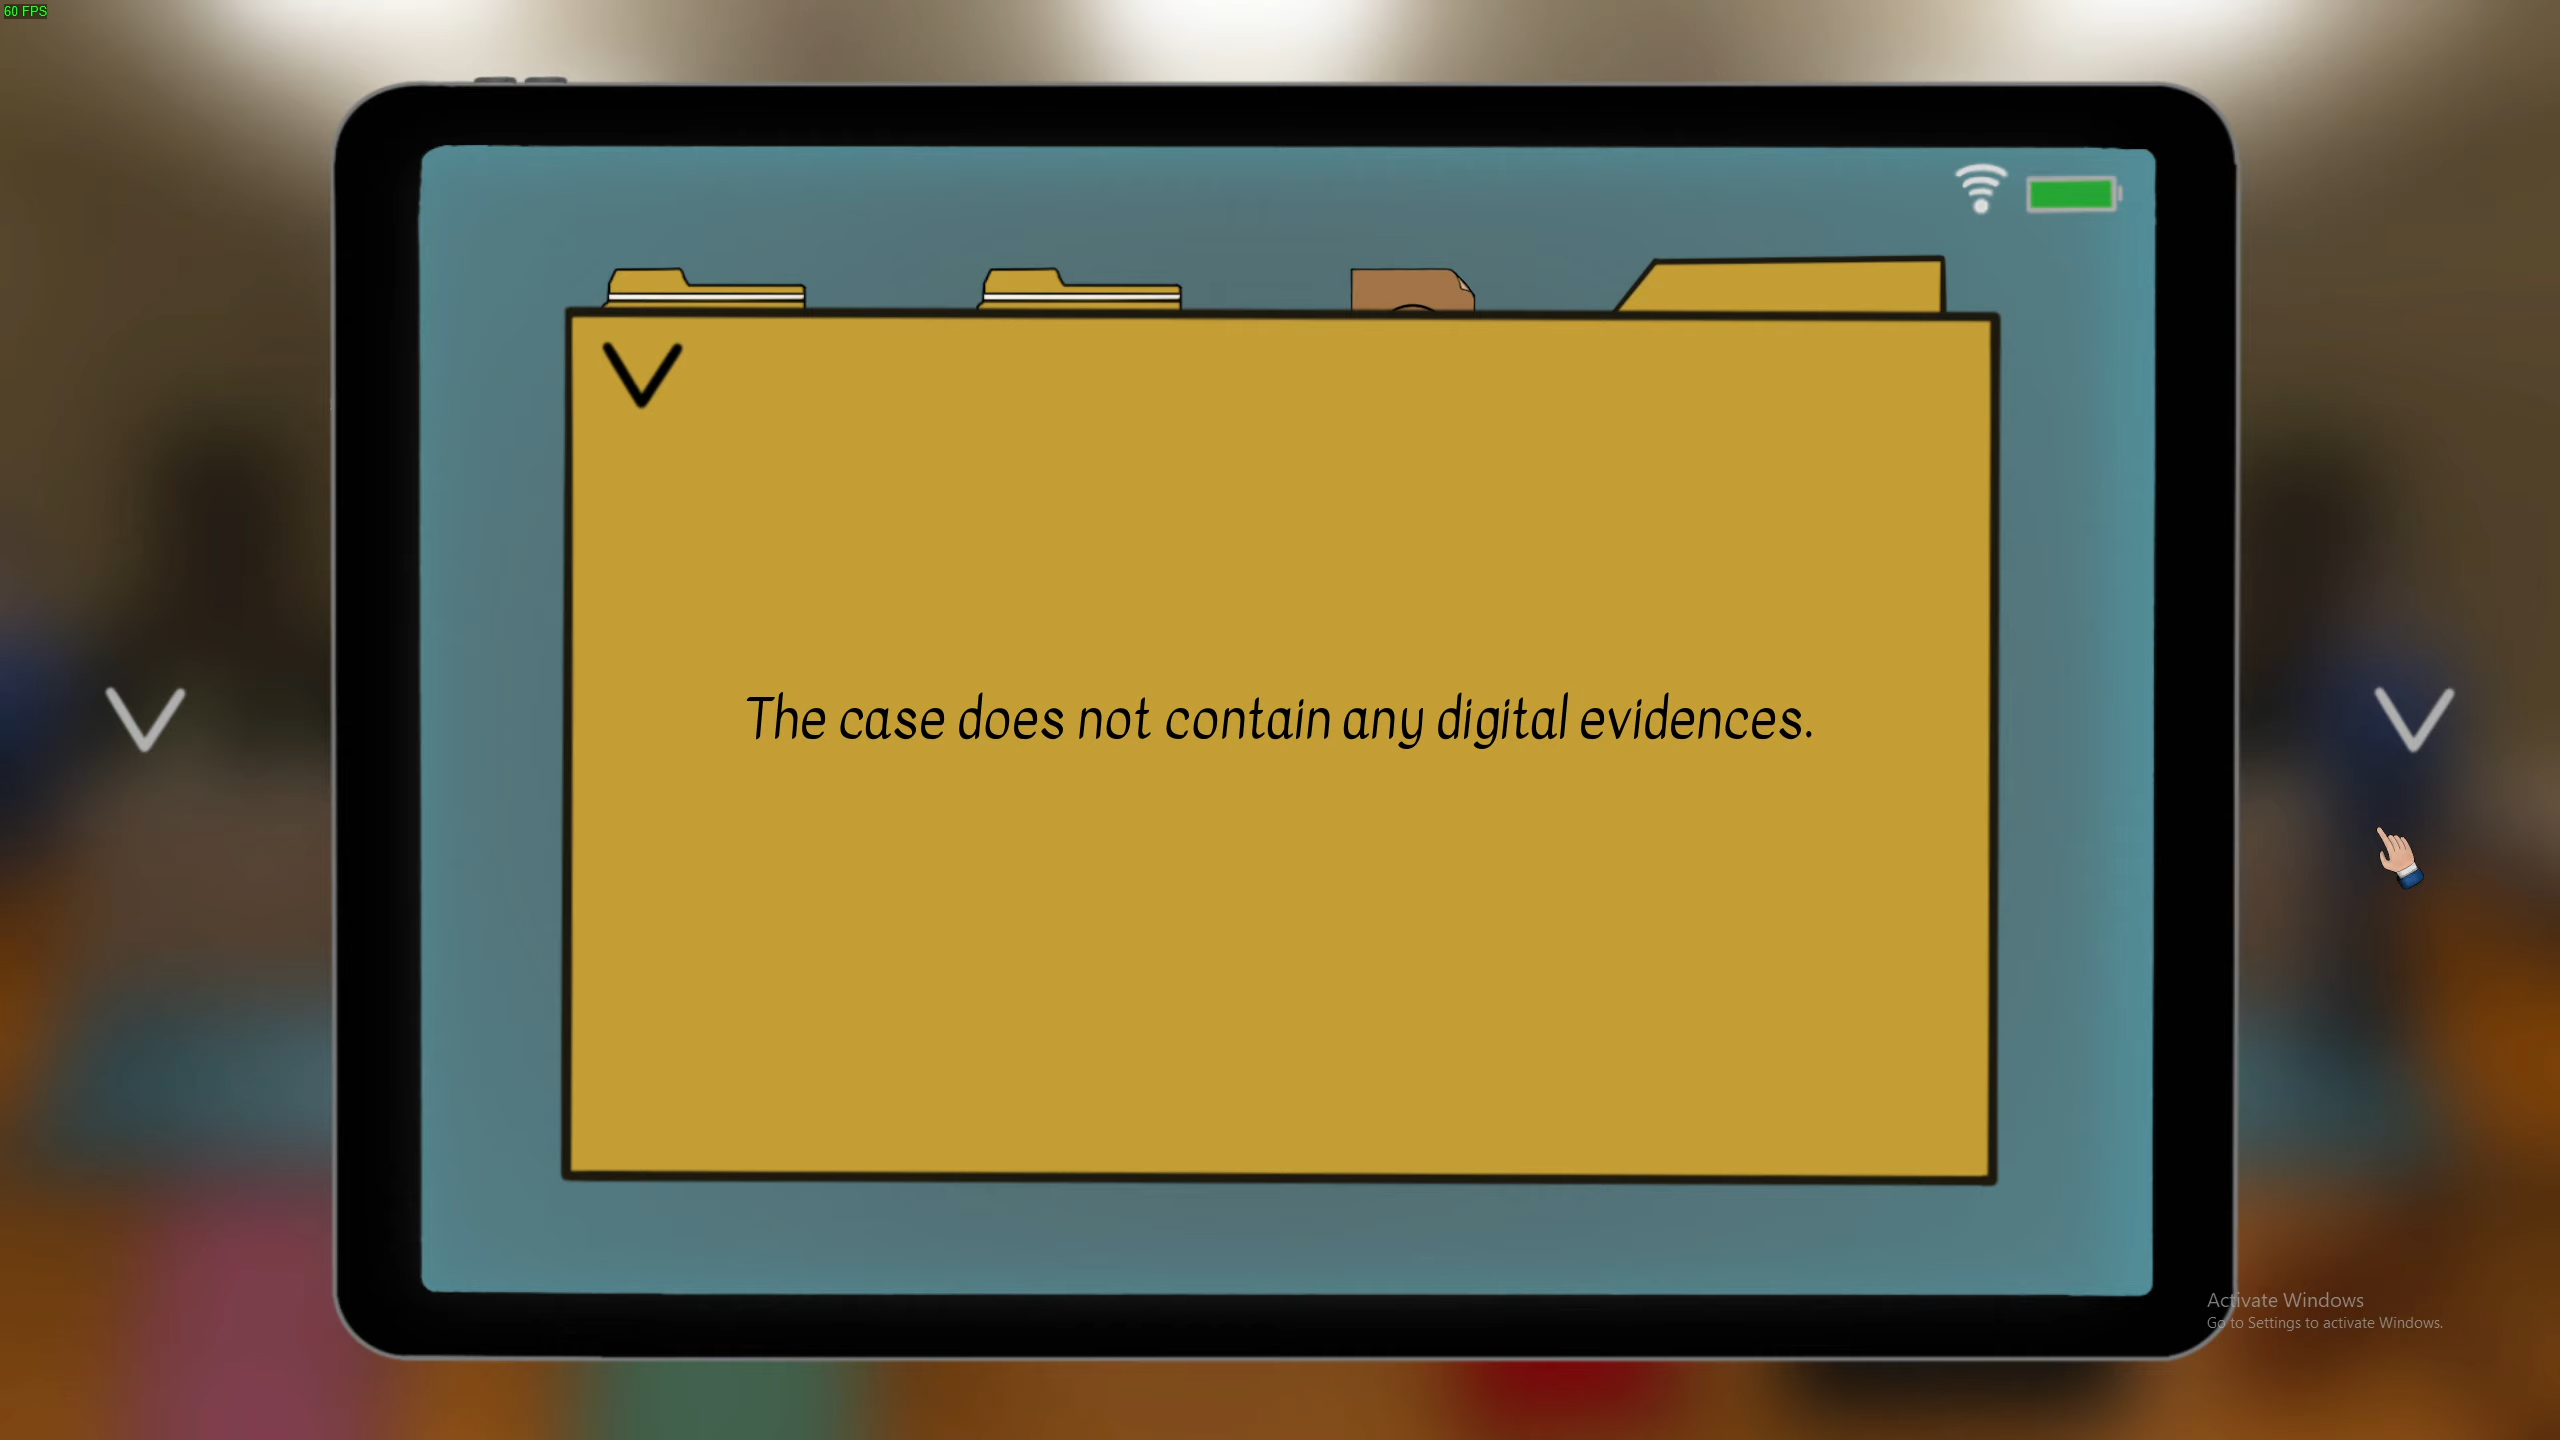 60 FPS
The case does not contain any digital evidences.
Activate Windows
Go to Settings to activate Windows.